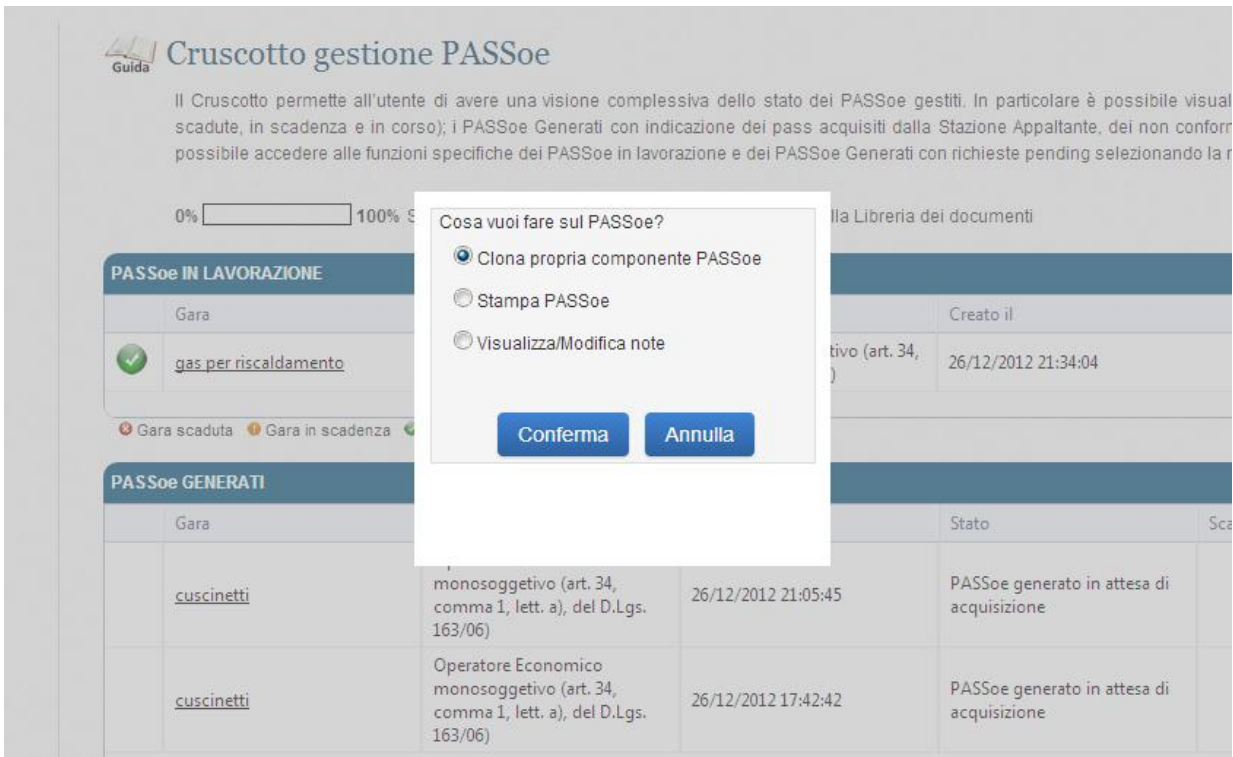 Guida
Cruscotto gestione PASSoe
Il Cruscotto permette all'utente di avere una visione complessiva dello stato dei PASSoe gestiti. In particolare è possibile visual
scadute, in scadenza e in corso); i PASSoe Generati con indicazione dei pass acquisiti dalla Stazione Appaltante, dei non conform
possibile accedere alle funzioni specifiche dei PASSoe in lavorazione e dei PASSoe Generati con richieste pending selezionando la
0% 100% S lla Libreria dei documenti
Cosa vuoi fare sul PASSoe?
Clona propria componente PASSoe
Stampa PASSoe
Visualizza/Modifica note
Conferma Annulla
PASSoe IN LAVORAZIONE
Gara Creato il
gas per riscaldamento tivo (art. 34, 26/12/2012 21:34:04
)
Gara scaduta Gara in scadenza
PASSoe GENERATI
Gara Stato Sca
cuscinetti
monosoggetivo (art. 34,
comma 1, lett. a), del D.Lgs.
163/06)
26/12/2012 21:05:45
PASSoe generato in attesa di
acquisizione
cuscinetti
Operatore Economico
monosoggetivo (art. 34,
comma 1, lett. a), del D.Lgs.
163/06)
26/12/2012 17:42:42
PASSoe generato in attesa di
acquisizione